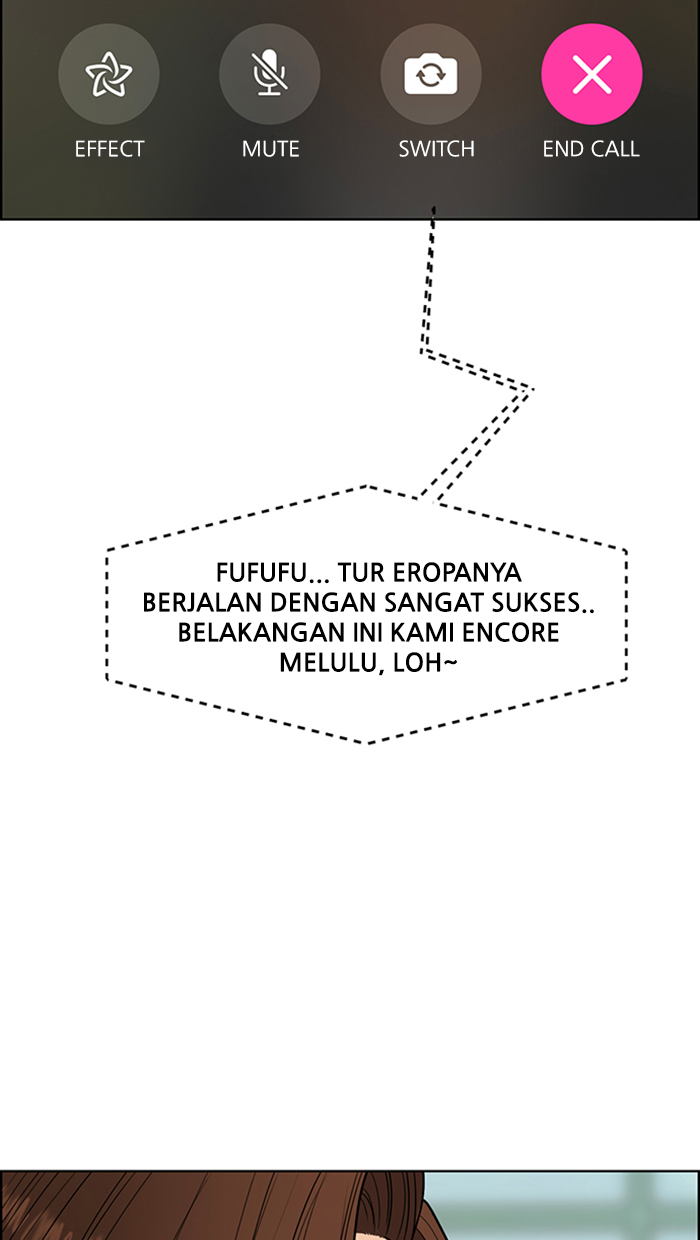 EFFECT MUTE SWITCH END CALL
FUFUFU... TUR EROPANYA
BERJALAN DENGAN SANGAT SUKSES..
BELAKANGAN INI KAMI ENCORE
MELULU, LOH~